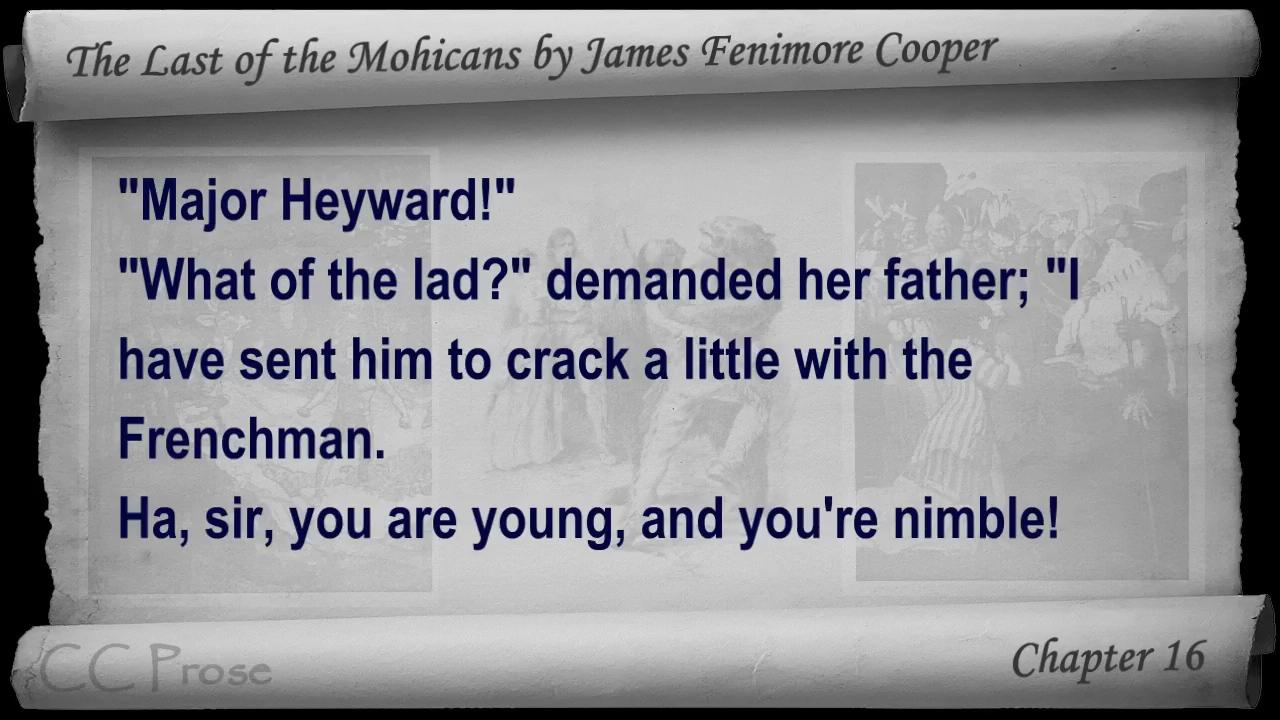 The Last of the Mohicans by James Fenimore Cooper
"Major Heyward!"
"What of the lad?" demanded her father; "I
have sent him to crack a little with the
Frenchman.
Ha, sir, you are young, and you're nimble!
CC Prose
Chapter 16